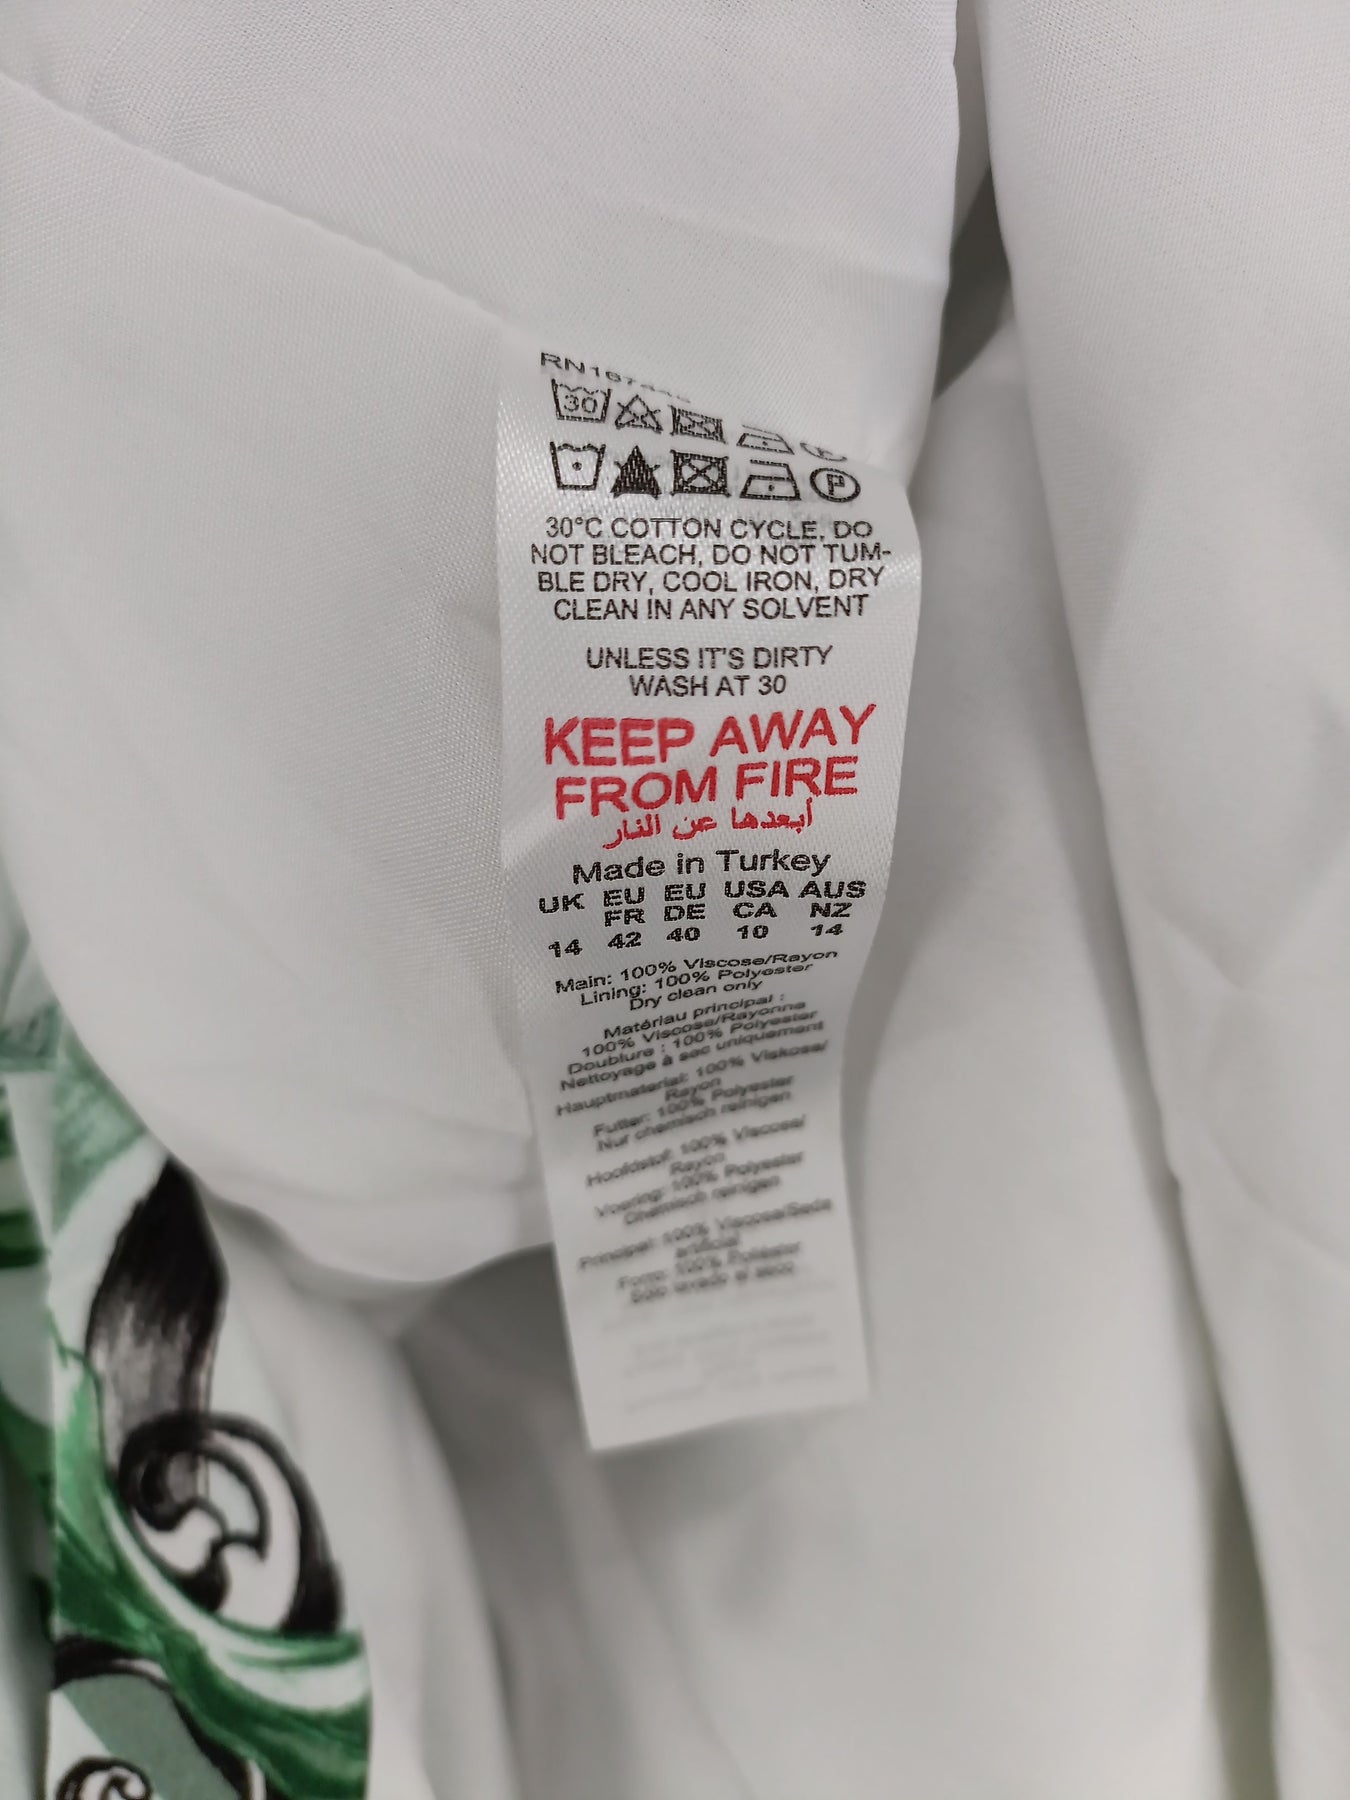 30
30°C COTTON CYCLE, DO
NOT BLEACH, DO NOT TUM-
BLE DRY, COOL IRON, DRY
CLEAN IN ANY SOLVENT
UNLESS IT'S DIRTY
WASH AT 30
KEEP AWAY
FROM FIRE
أبعدها عن النار
Made in Turkey
UK EU EU USA AUS
FR DE CA NZ
14 42 40 10 14
Main: 100% Viscose/Rayon
Lining: 100% Polyester
Dry clean only
Matériau principal :
100% Viscose/Rayonne
Doublure : 100% Polyester
Nettoyage à sec uniquement
Hauptmaterial: 100% Viskose/
Rayon
Futter: 100% Polyester
Nur chemisch reinigen
Hoofdstof: 100% Viscose/
Rayon
Voering: 100% Polyester
Chemisch reinigen
Principal: 100% Viscose/Seda
artificial
Forro: 100% Poliéster
Solo lavado al seco